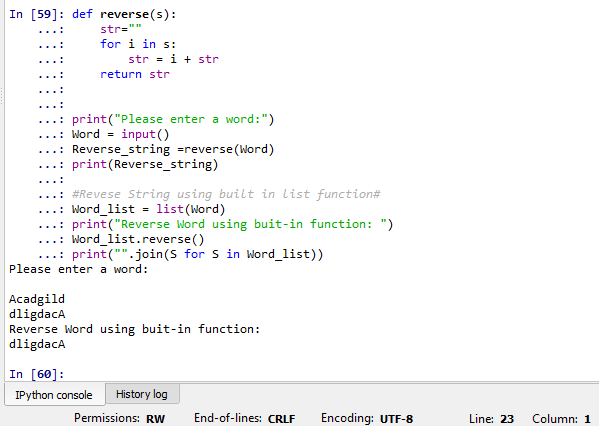 In [59]: def reverse(s):
    ...:     str=""
    ...:     for i in s:
    ...:         str = i + str
    ...:     return str
    ...:
    ...:
    ...: print("Please enter a word:")
    ...: Word = input()
    ...: Reverse_string =reverse(Word)
    ...: print(Reverse_string)
    ...:
    ...: #Revese String using built in list function#
    ...: Word_list = list(Word)
    ...: print("Reverse Word using buit-in function: ")
    ...: Word_list.reverse()
    ...: print("".join(S for S in Word_list))
Please enter a word:

Acadgild
dligdacA
Reverse Word using buit-in function:
dligdacA

In [60]:
IPython console History log
Permissions: RW End-of-lines: CRLF Encoding: UTF-8 Line: 23 Column: 1